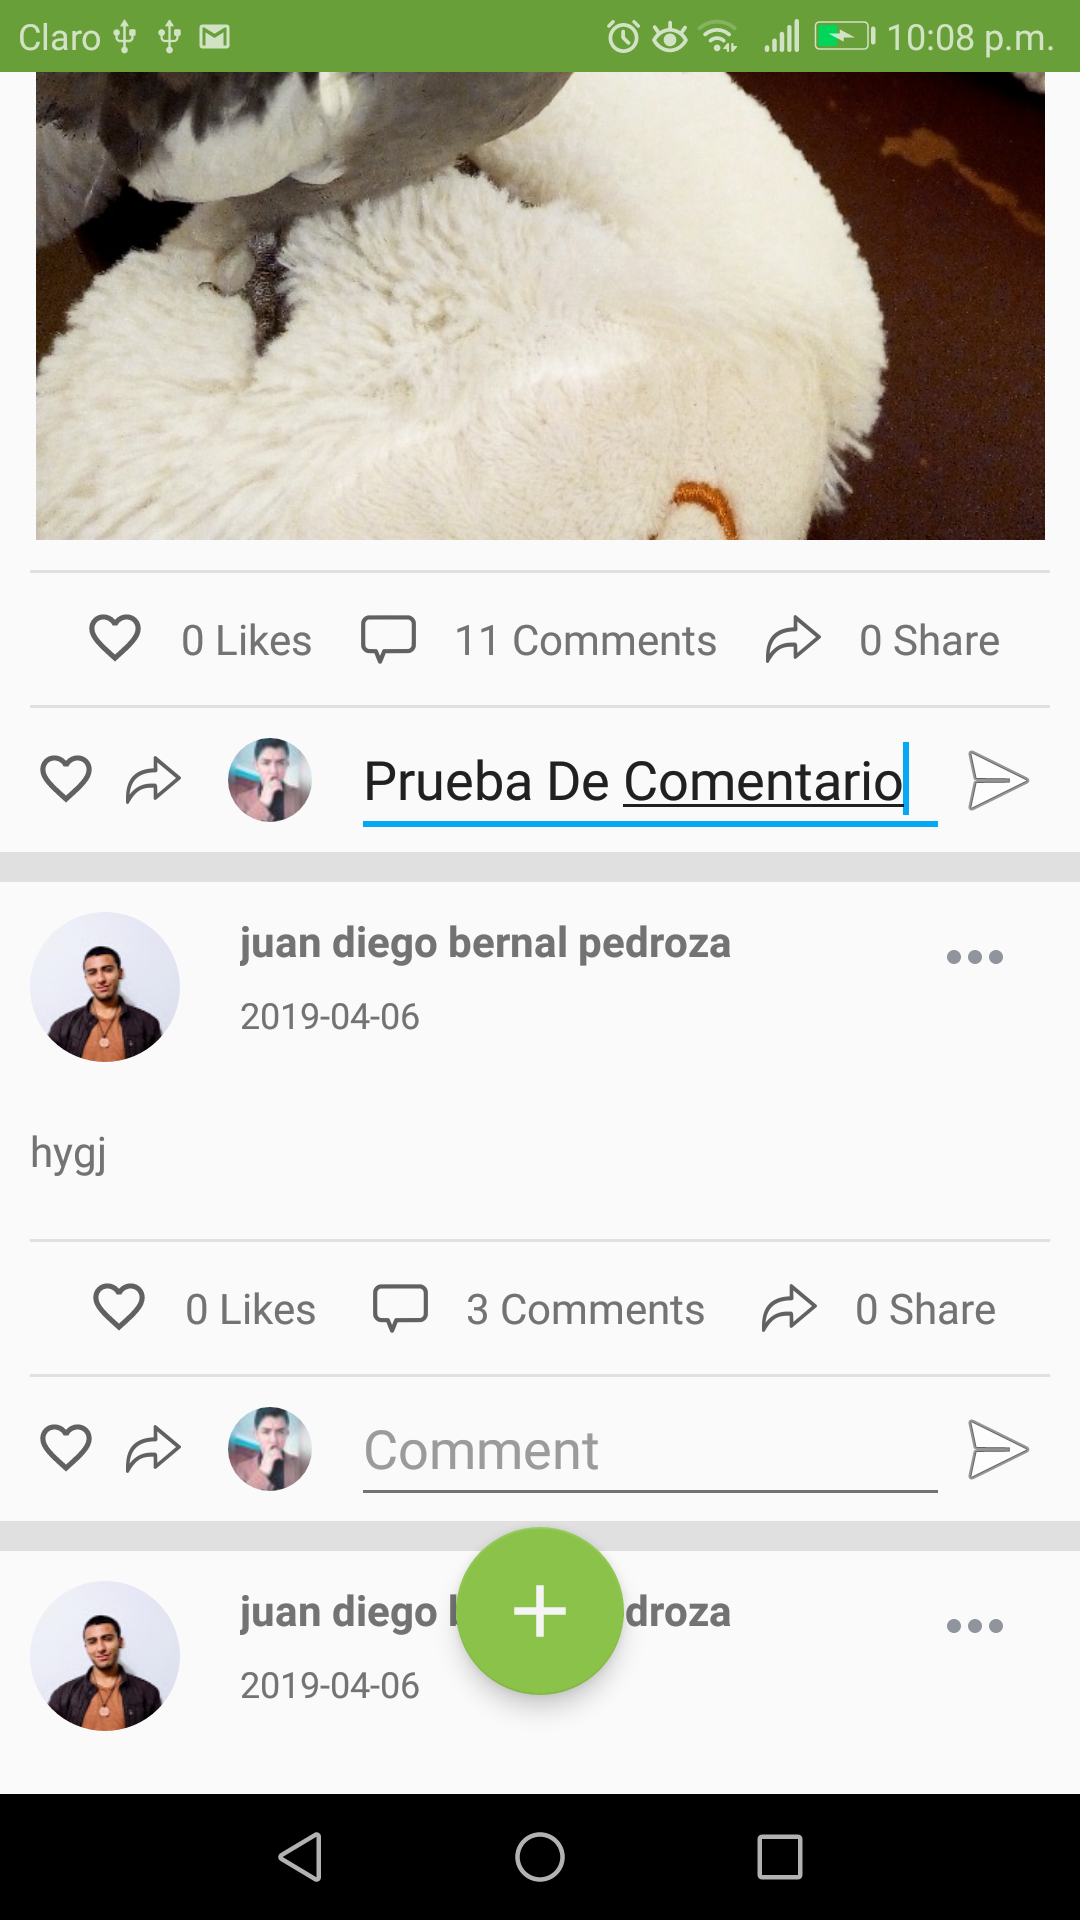 Claro 10:08 p.m.
0 Likes 11 Comments 0 Share
Prueba De Comentario
juan diego bernal pedroza
2019-04-06
hygj
0 Likes 3 Comments 0 Share
Comment
juan diego droza
2019-04-06